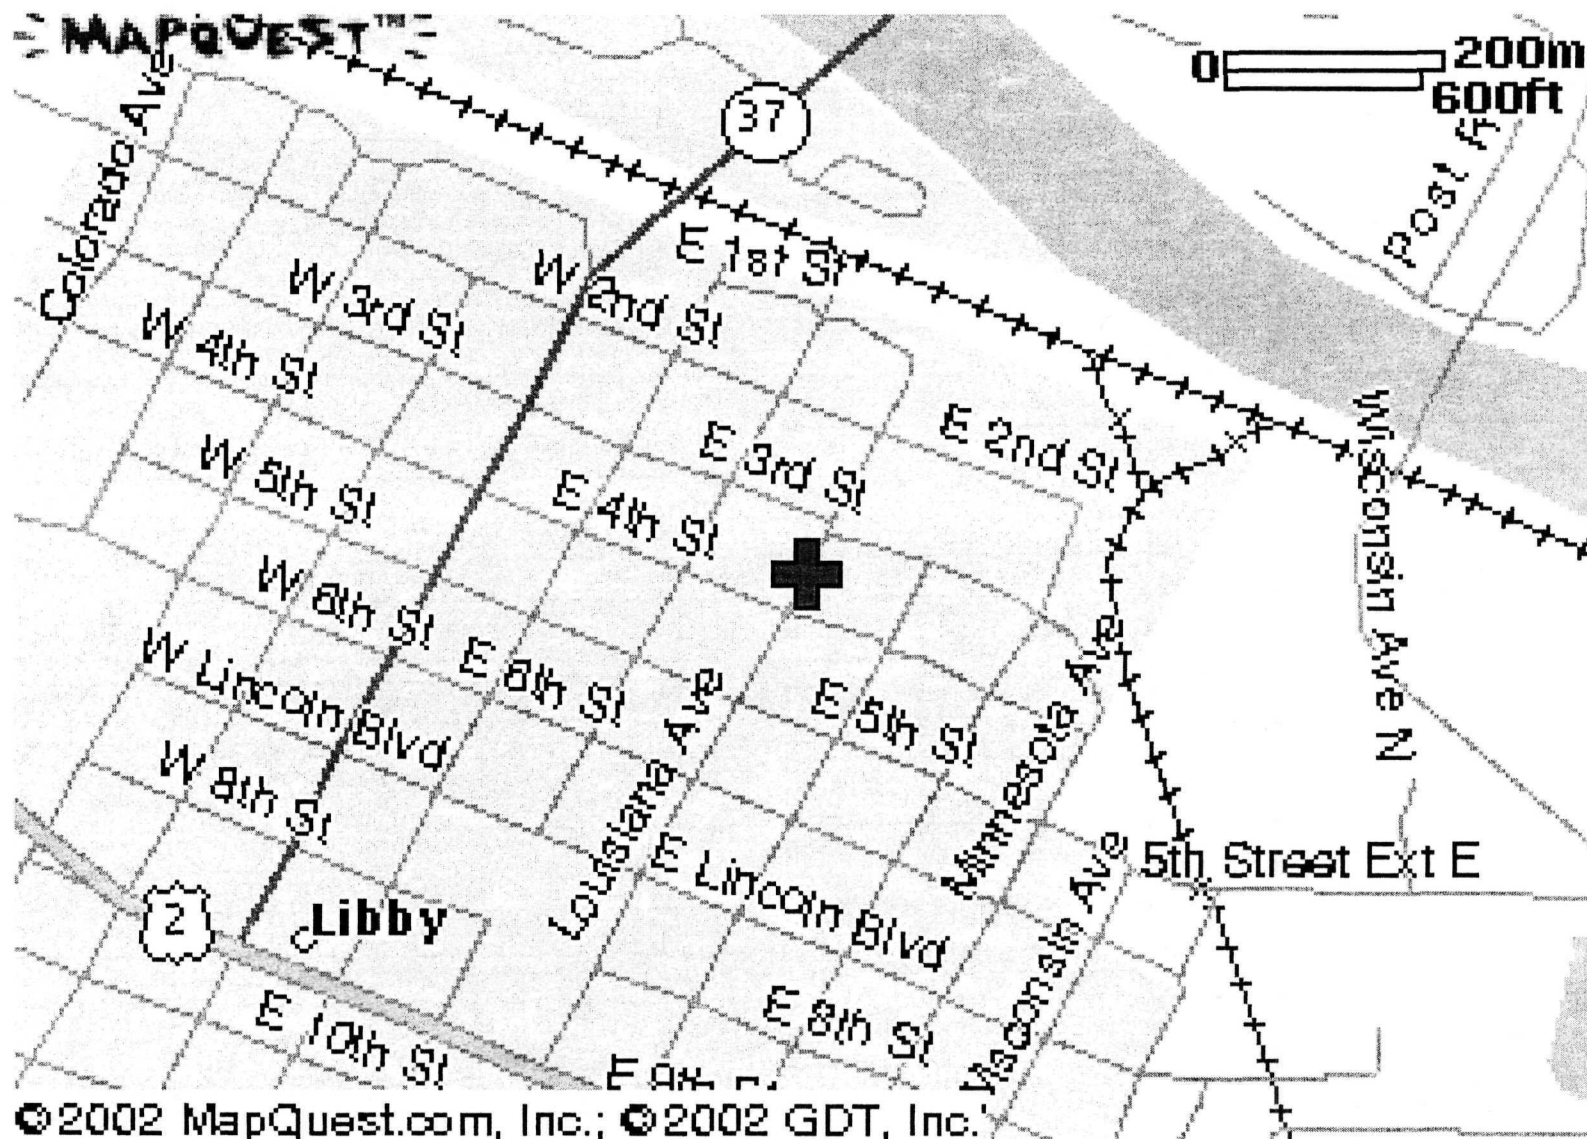 MAPQUEST™
0 200m
600ft
37
Colorado Ave
Post
E 1st St
W 2nd St
W 3rd St
W 4th St
E 2nd St
E 3rd St
W 5th St
E 4th St
Wisconsin Ave N
W 6th St
W Lincoln Blvd
E 6th St
E 5th St
Minnesota Ave
Louisiana Ave
W 8th St
5th Street Ext E
E Lincoln Blvd
Wisconsin Ave
2
Libby
E 10th St
E 8th St
E 9th
©2002 MapQuest.com, Inc.; ©2002 GDT, Inc.